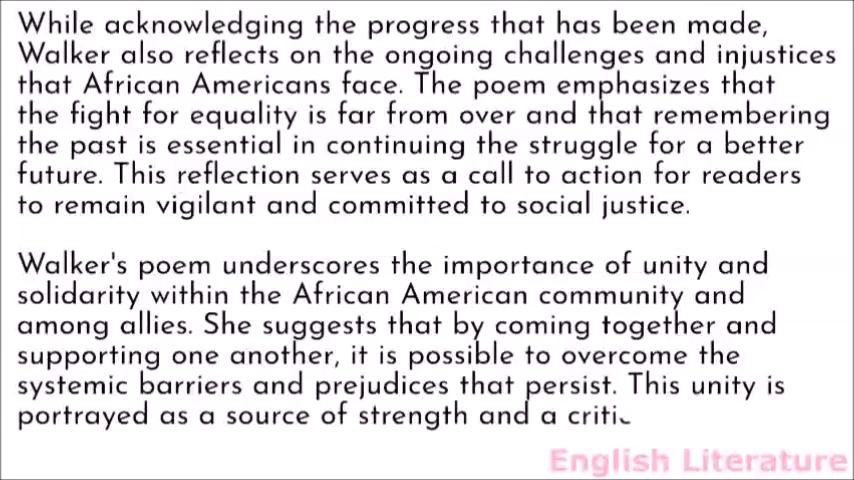 While acknowledging the progress that has been made,
Walker also reflects on the ongoing challenges and injustices
that African Americans face. The poem emphasizes that
the fight for equality is far from over and that remembering
the past is essential in continuing the struggle for a better
future. This reflection serves as a call to action for readers
to remain vigilant and committed to social justice.
Walker's poem underscores the importance of unity and
solidarity within the African American community and
among allies. She suggests that by coming together and
supporting one another, it is possible to overcome the
systemic barriers and prejudices that persist. This unity is
portrayed as a source of strength and a
English Literature